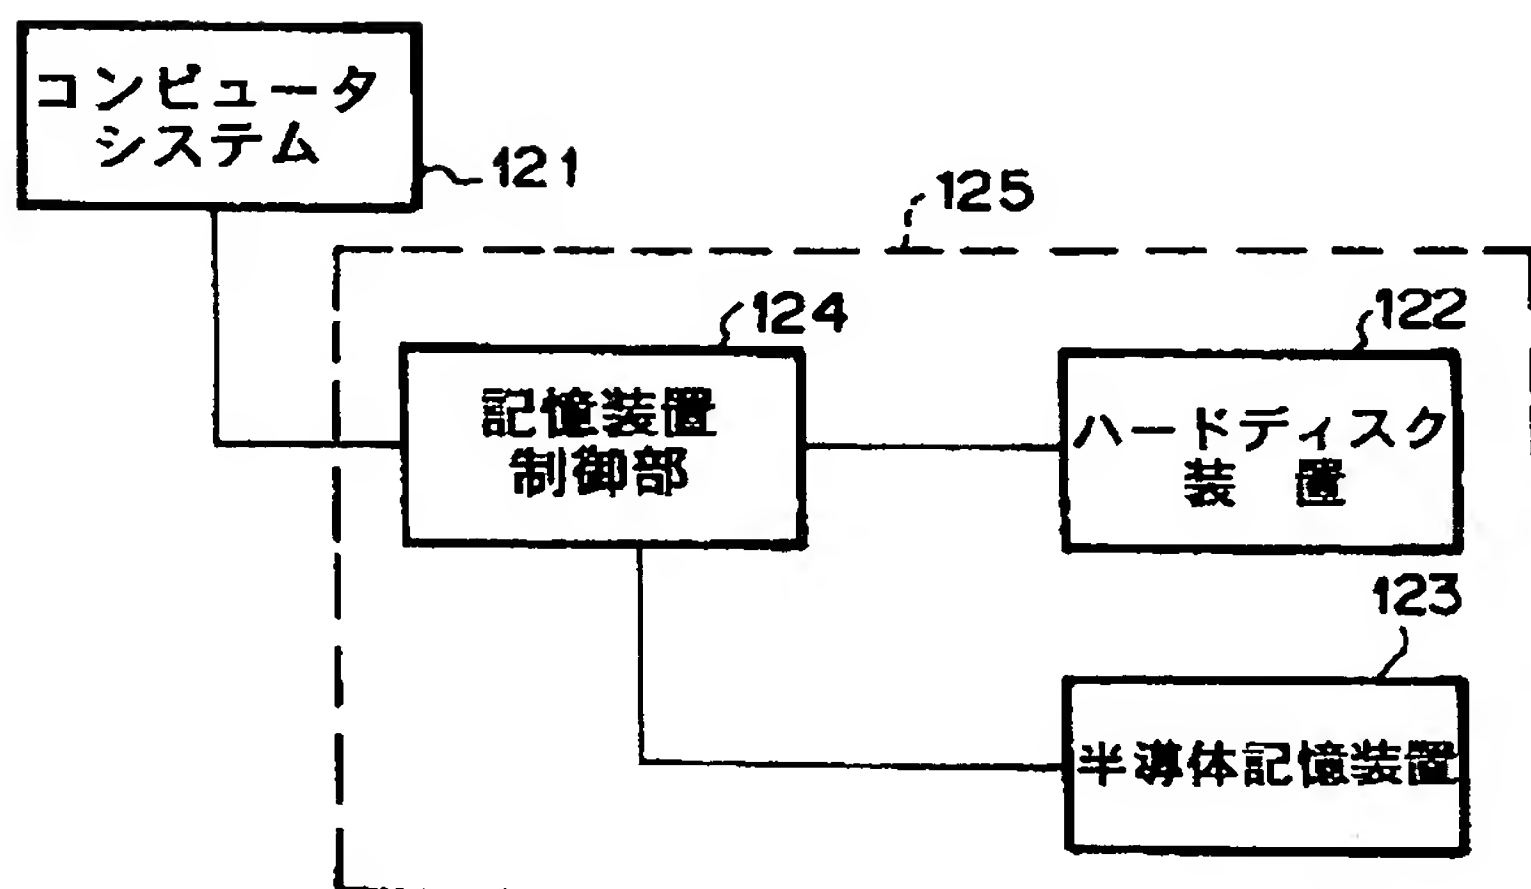 コンピュータ
システム
121
125
124
122
記憶装置
制御部
ハードディスク
装 置
123
半導体記憶装置